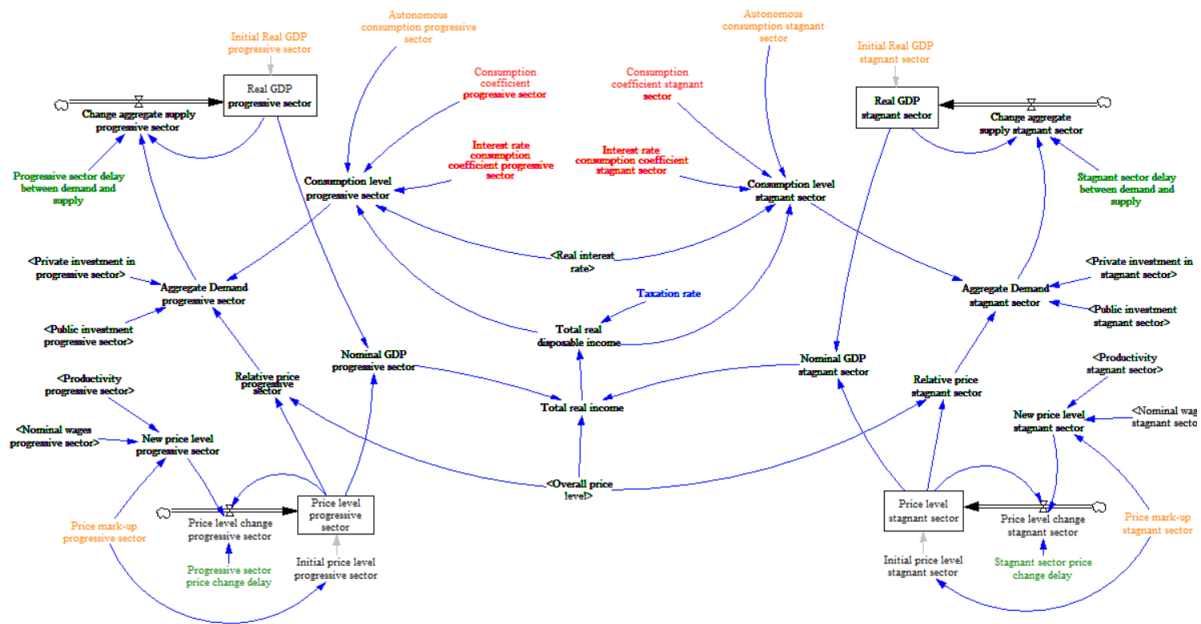 Autonomous
consumption progressive
sector
Autonomous
consumption stagnant
sector
Initial Real GDP
progressive sector
Initial Real GDP
stagnant sector
Consumption
coefficient
progressive sector
Consumption
coefficient stagnant
sector
Real GDP
progressive sector
Real GDP
stagnant sector
Change aggregate supply
progressive sector
Change aggregate
supply stagnant sector
Interest rate
consumption
coefficient progressive
sector
Interest rate
consumption coefficient
stagnant sector
Progressive sector delay
between demand and
supply
Consumption level
progressive sector
Consumption level
stagnant sector
Stagnant sector delay
between demand and
supply
<Real interest
rate>
<Private investment in
progressive sector>
<Private investment in
stagnant sector>
Aggregate Demand
progressive sector
Taxation rate
Aggregate Demand
stagnant sector
<Public investment
progressive sector>
<Public investment
stagnant sector>
Total real
disposable income
Nominal GDP
progressive sector
Nominal GDP
stagnant sector
<Productivity
progressive sector>
Relative price
progressive
sector
Relative price
stagnant sector
<Productivity
stagnant sector>
Total real income
<Nominal wages
progressive sector>
New price level
progressive sector
New price level
stagnant sector
<Nominal wag
stagnant sect
<Overall price
level>
Price level
progressive
sector
Price level
stagnant sector
Price mark-up
progressive sector
Price level change
progressive sector
Price level change
stagnant sector
Price mark-up
stagnant sector
Progressive sector
price change delay
Initial price level
progressive sector
Initial price level
stagnant sector
Stagnant sector price
change delay